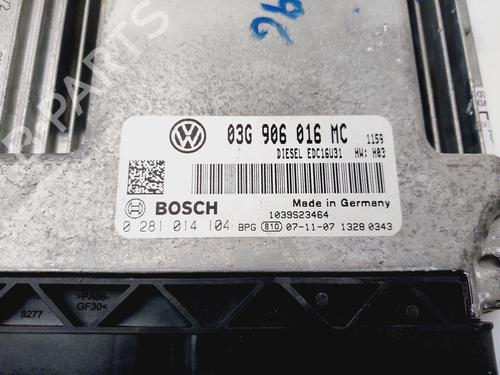 26
VW
03G 906 016 MC 1159
DIESEL EDC16U31 HW: H03
BOSCH
Made in Germany
1039S23464
0 281 014 104 BPG 810 07-11-07 1328 0343
>PA66-
GF30<
8277